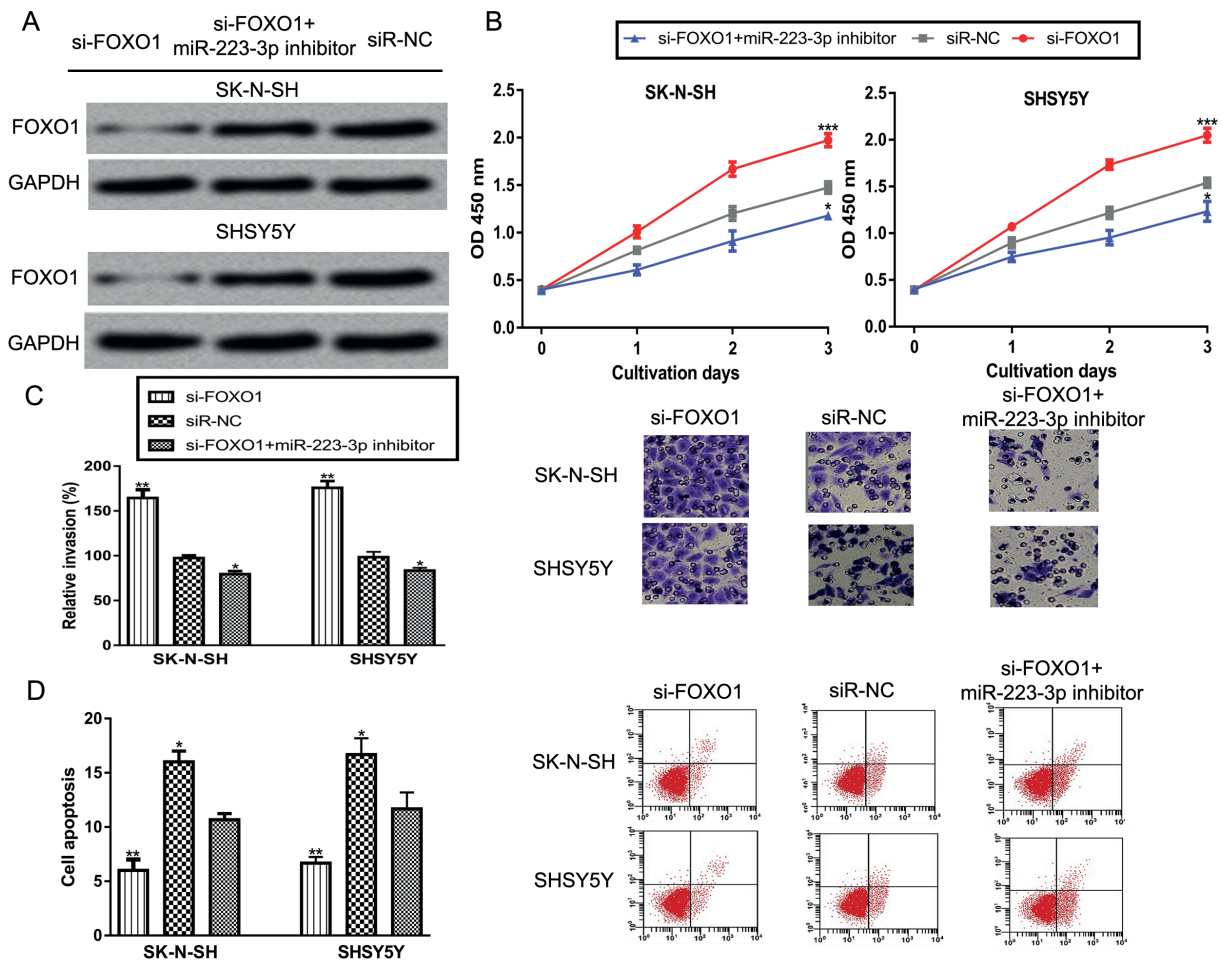 A
si-FOXO1
si-FOXO1+
miR-223-3p inhibitor
siR-NC
SK-N-SH
FOXO1
GAPDH
SHSY5Y
FOXO1
GAPDH
B
si-FOXO1+miR-223-3p inhibitor siR-NC si-FOXO1
SK-N-SH
OD 450 nm
2.5
2.0
1.5
1.0
0.5
0.0
***
*
0 1 2 3
Cultivation days
SHSY5Y
OD 450 nm
2.5
2.0
1.5
1.0
0.5
0.0
***
*
0 1 2 3
Cultivation days
C
si-FOXO1
siR-NC
si-FOXO1+miR-223-3p inhibitor
Relative invasion (%)
200
150
100
50
0
** * ** *
SK-N-SH SHSY5Y
si-FOXO1 siR-NC
si-FOXO1+
miR-223-3p inhibitor
SK-N-SH
SHSY5Y
D
Cell apoptosis
20
15
10
5
0
** * ** *
SK-N-SH SHSY5Y
si-FOXO1 siR-NC
si-FOXO1+
miR-223-3p inhibitor
SK-N-SH
SHSY5Y